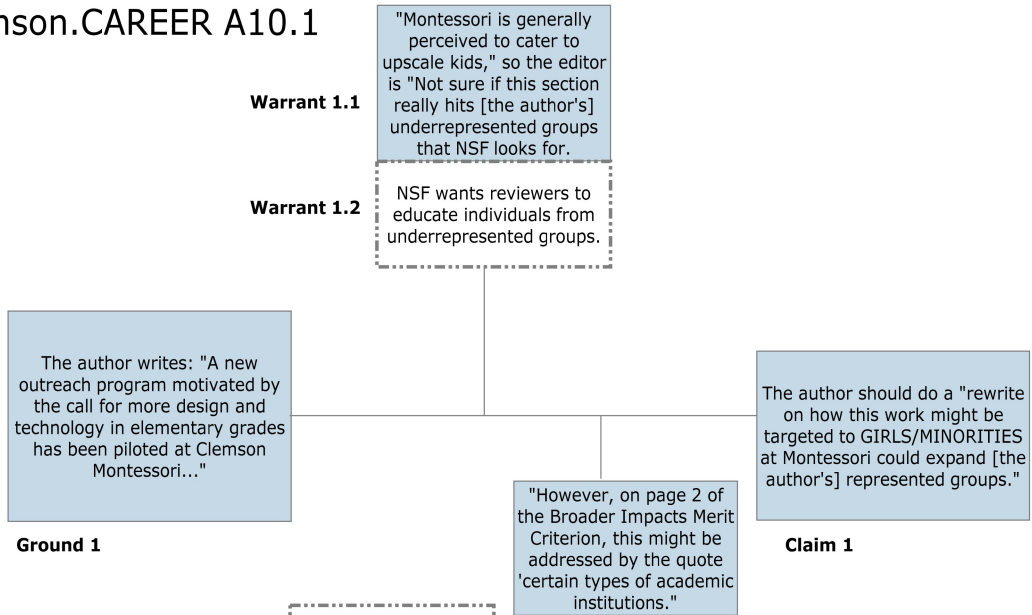 nson.CAREER A10.1
"Montessori is generally
perceived to cater to
upscale kids," so the editor
is "Not sure if this section
really hits [the author's]
underrepresented groups
that NSF looks for.
Warrant 1.1
NSF wants reviewers to
educate individuals from
underrepresented groups.
Warrant 1.2
The author writes: "A new
outreach program motivated by
the call for more design and
technology in elementary grades
has been piloted at Clemson
Montessori..."
Ground 1
The author should do a "rewrite
on how this work might be
targeted to GIRLS/MINORITIES
at Montessori could expand [the
author's] represented groups."
Claim 1
"However, on page 2 of
the Broader Impacts Merit
Criterion, this might be
addressed by the quote
'certain types of academic
institutions."